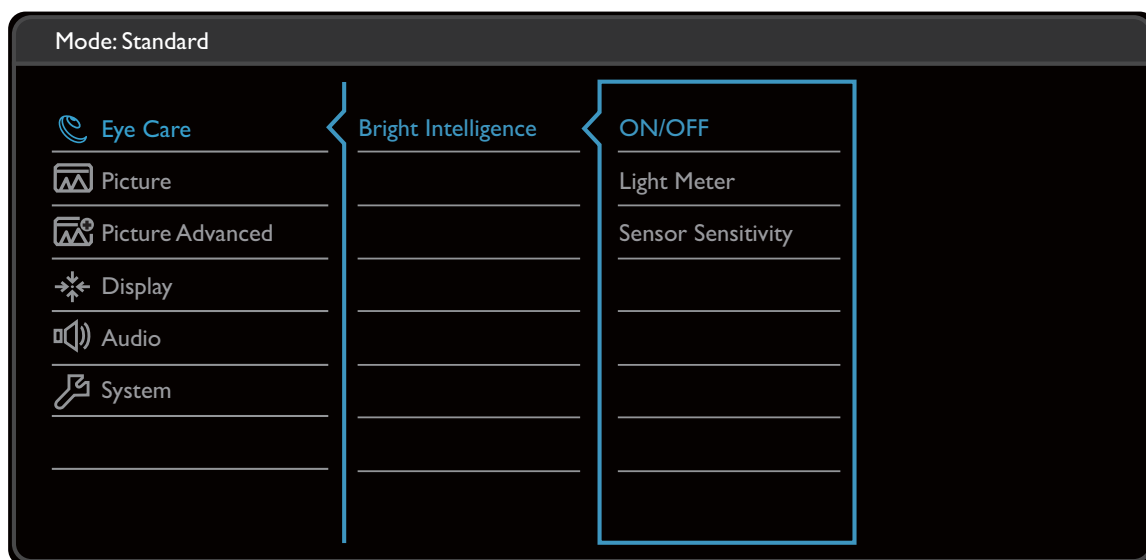 Mode: Standard
Eye Care
Bright Intelligence
ON/OFF
Picture
Light Meter
Picture Advanced
Sensor Sensitivity
Display
Audio
System